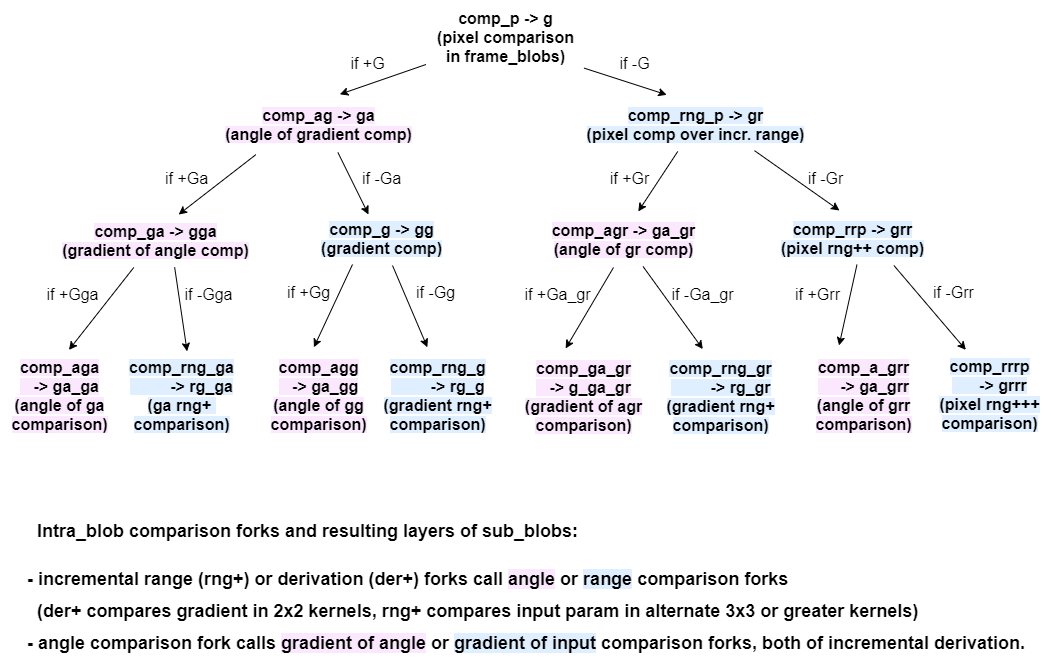 comp_p -> g
(pixel comparison
in frame_blobs)
if +G
if -G
comp_ag -> ga
(angle of gradient comp)
comp_rng_p -> gr
(pixel comp over incr. range)
if +Ga
if -Ga
if +Gr
if -Gr
comp_ga -> gga
(gradient of angle comp)
comp_g -> gg
(gradient comp)
comp_agr -> ga_gr
(angle of gr comp)
comp_rrp -> grr
(pixel rng++ comp)
if +Gga
if -Gga
if +Gg
if -Gg
if +Ga_gr
if -Ga_gr
if +Grr
if -Grr
comp_aga
-> ga_ga
(angle of ga
comparison)
comp_rng_ga
-> rg_ga
(ga rng+
comparison)
comp_agg
-> ga_gg
(angle of gg
comparison)
comp_rng_g
-> rg_g
(gradient rng+
comparison)
comp_ga_gr
-> g_ga_gr
(gradient of agr
comparison)
comp_rng_gr
-> rg_gr
(gradient rng+
comparison)
comp_a_grr
-> ga_grr
(angle of grr
comparison)
comp_rrrp
-> grrr
(pixel rng+++
comparison)
Intra_blob comparison forks and resulting layers of sub_blobs:
- incremental range (rng+) or derivation (der+) forks call angle or range comparison forks
(der+ compares gradient in 2x2 kernels, rng+ compares input param in alternate 3x3 or greater kernels)
- angle comparison fork calls gradient of angle or gradient of input comparison forks, both of incremental derivation.